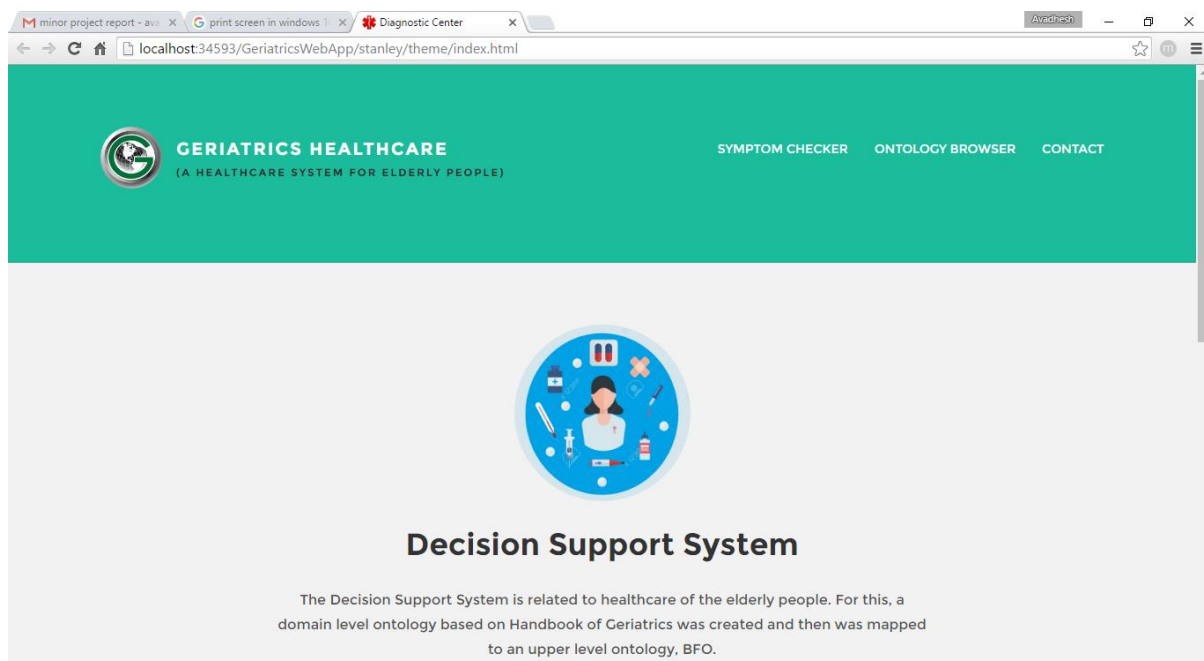 minor project report - ava
print screen in windows 1
Diagnostic Center
Avadhesh
localhost:34593/GeriatricsWebApp/stanley/theme/index.html
GERIATRICS HEALTHCARE
(A HEALTHCARE SYSTEM FOR ELDERLY PEOPLE)
SYMPTOM CHECKER ONTOLOGY BROWSER CONTACT
Decision Support System
The Decision Support System is related to healthcare of the elderly people. For this, a
domain level ontology based on Handbook of Geriatrics was created and then was mapped
to an upper level ontology, BFO.